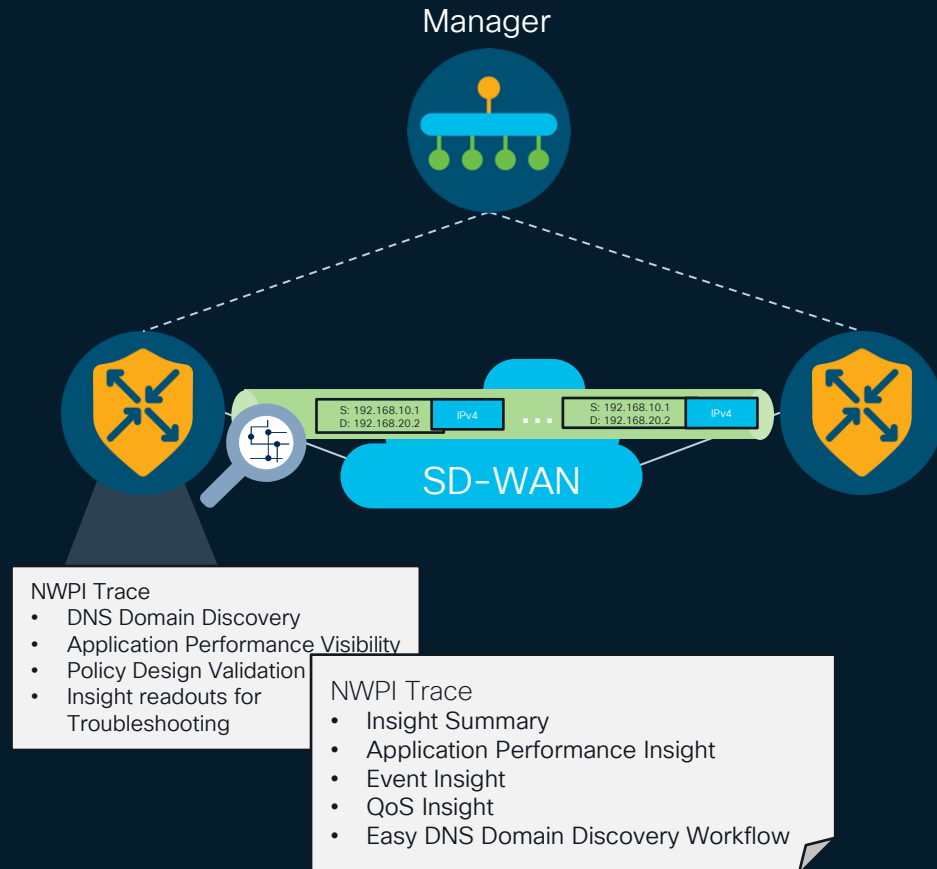 Manager
S: 192.168.10.1
D: 192.168.20.2
IPv4
...
S: 192.168.10.1
D: 192.168.20.2
IPv4
SD-WAN
NWPI Trace
• DNS Domain Discovery
• Application Performance Visibility
• Policy Design Validation
• Insight readouts for
Troubleshooting
NWPI Trace
• Insight Summary
• Application Performance Insight
• Event Insight
• QoS Insight
• Easy DNS Domain Discovery Workflow